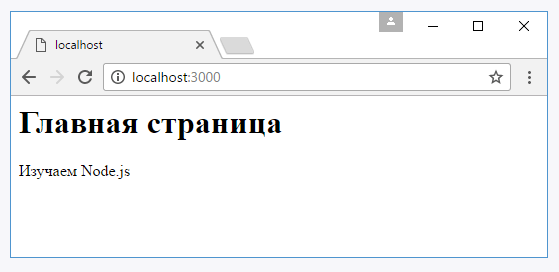 localhost
localhost:3000
Главная страница
Изучаем Node.js